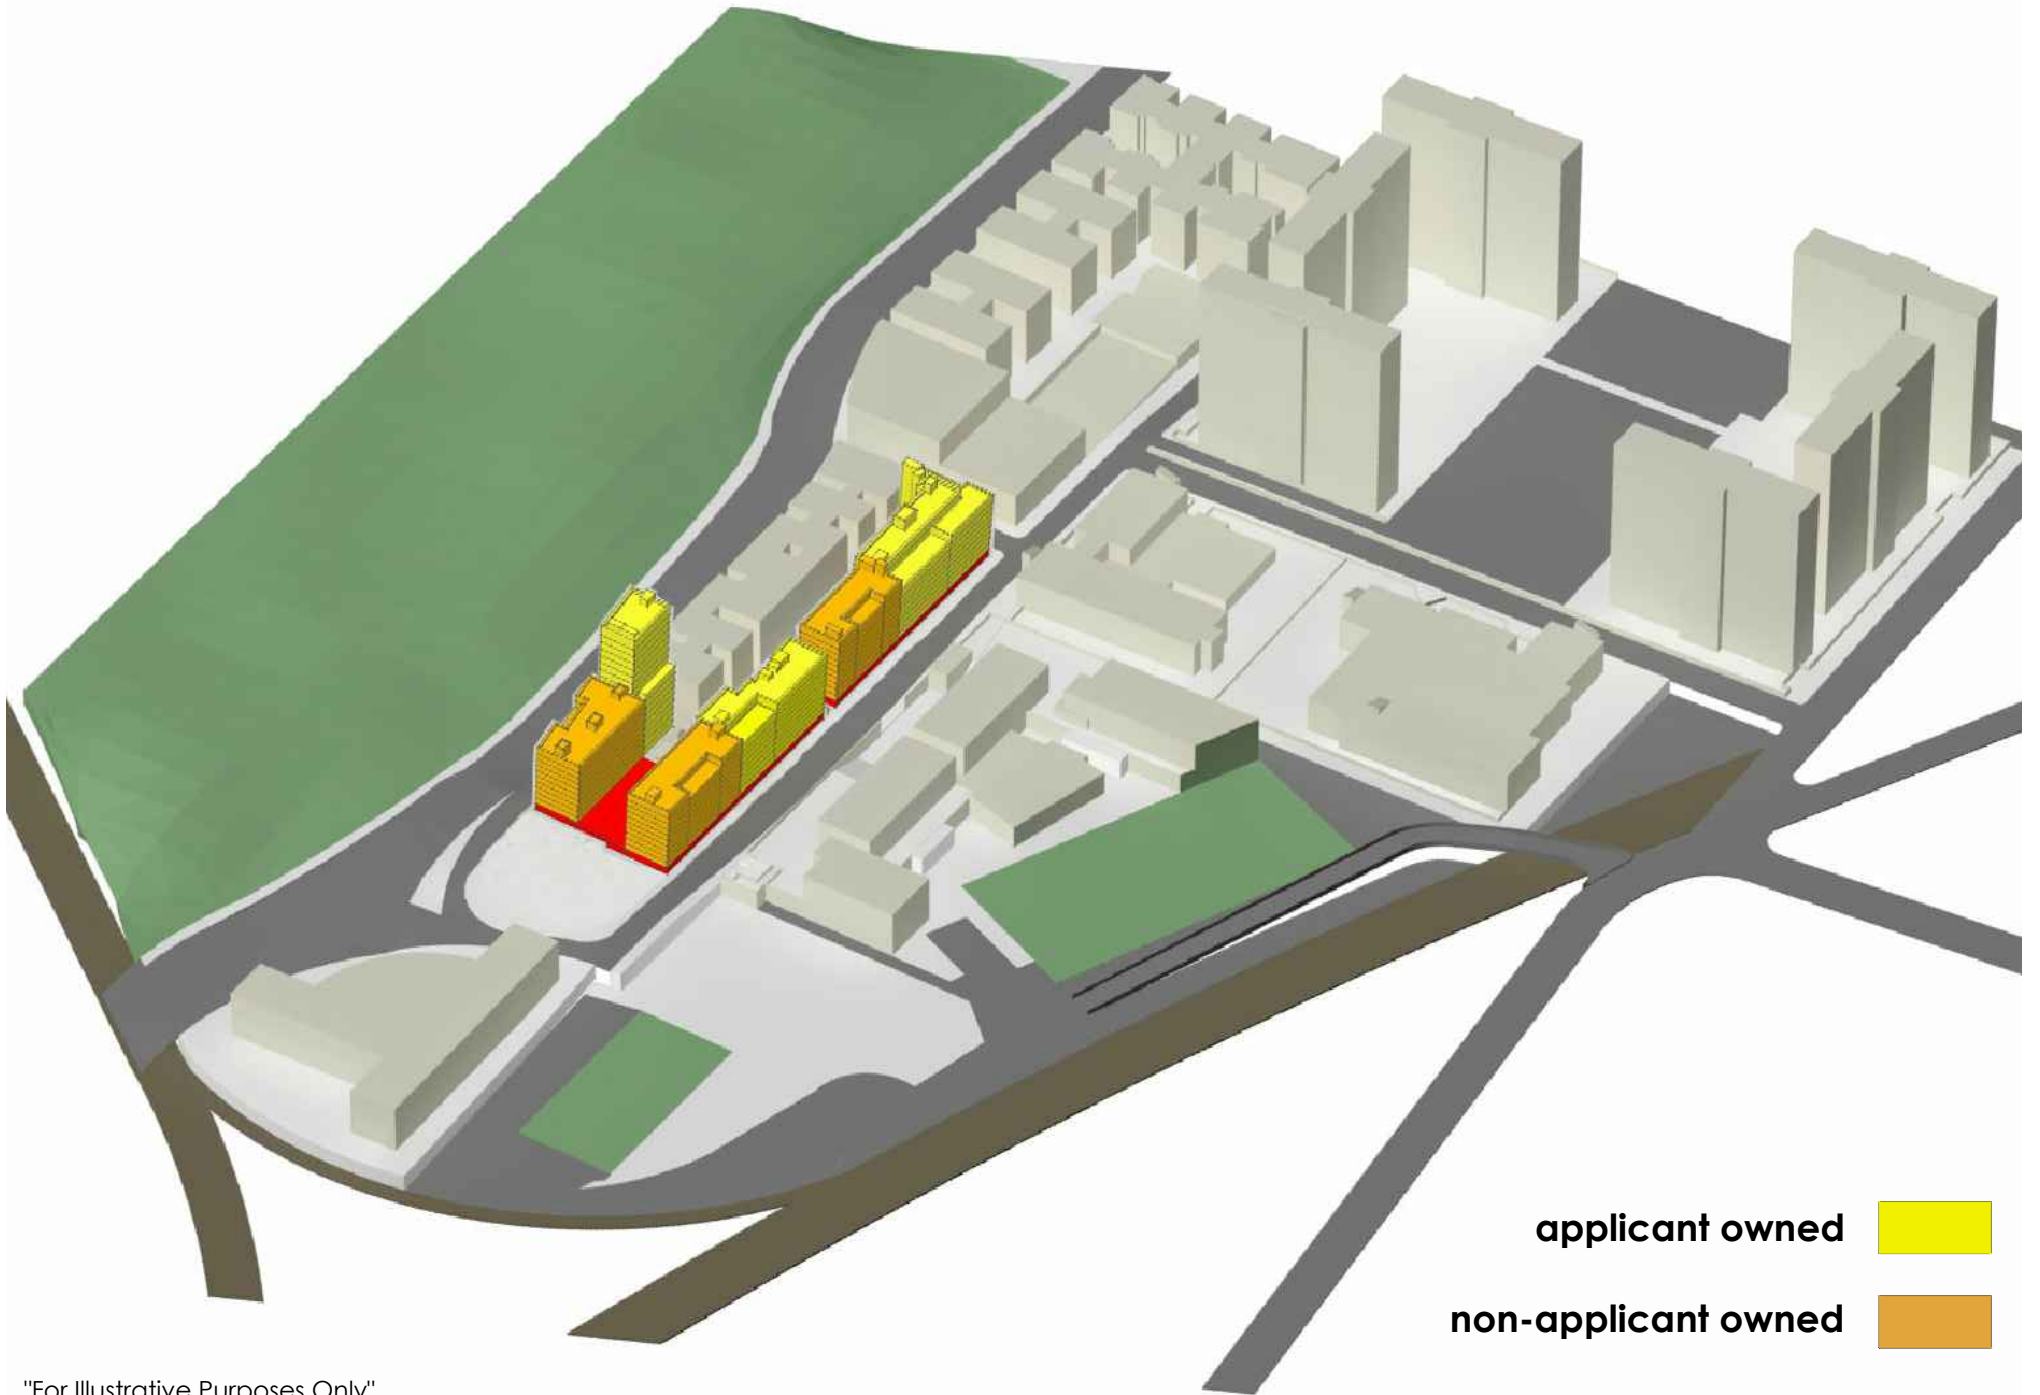 applicant owned
non-applicant owned
"For Illustrative Purposes Only"